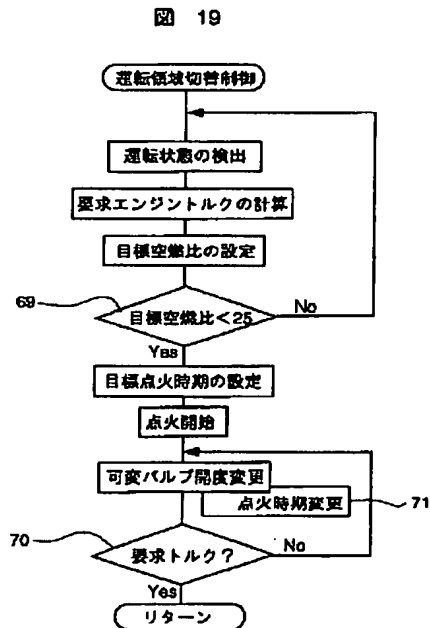 図 19
運転領域切替制御
運転状態の検出
要求エンジントルクの計算
目標空燃比の設定
69
目標空燃比<25
No
Yes
目標点火時期の設定
点火開始
可変バルブ開度変更
点火時期変更
71
70
要求トルク?
No
Yes
リターン